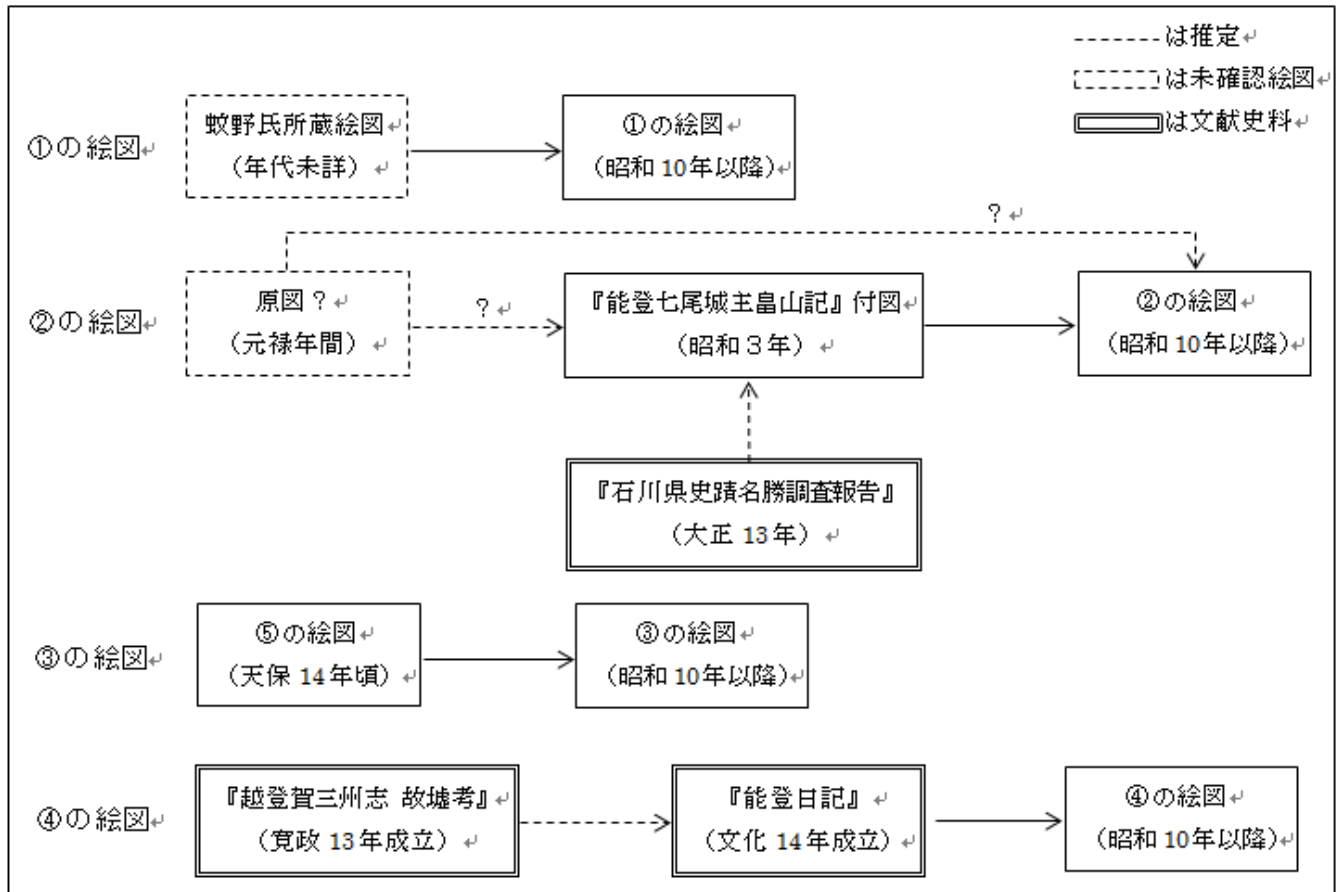 -------は推定↵
は未確認絵図↵
は文献史料↵
①の絵図↵
蚊野氏所蔵絵図↵
(年代未詳)↵
①の絵図↵
(昭和10年以降)↵
?↵
②の絵図↵
原図?↵
(元禄年間)↵
?↵
『能登七尾城主畠山記』付図↵
(昭和3年)↵
②の絵図↵
(昭和10年以降)↵
『石川県史蹟名勝調査報告』↵
(大正13年)↵
③の絵図↵
⑤の絵図↵
(天保14年頃)↵
③の絵図↵
(昭和10年以降)↵
④の絵図↵
『越登賀三州志 故墟考』↵
(寛政13年成立)↵
『能登日記』↵
(文化14年成立)↵
④の絵図↵
(昭和10年以降)↵